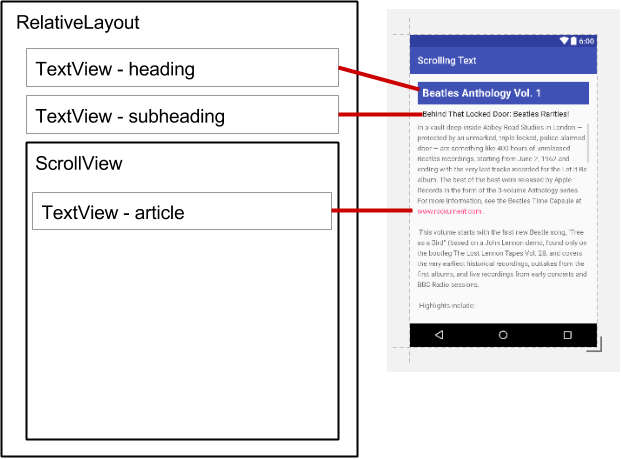 RelativeLayout
TextView - heading
TextView - subheading
ScrollView
TextView - article
6:00
Scrolling Text
Beatles Anthology Vol. 1
Behind That Locked Door: Beatles Rarities!
In a vault deep inside Abbey Road Studios in London —
protected by an unmarked, triple-locked, police-alarmed
door — are something like 400 hours of unreleased
Beatles recordings, starting from June 2, 1962 and
ending with the very last tracks recorded for the Let It Be
album. The best of the best were released by Apple
Records in the form of the 3-volume Anthology series.
For more information, see the Beatles Time Capsule at
www.rockument.com.
This volume starts with the first new Beatle song, "Free
as a Bird" (based on a John Lennon demo, found only on
the bootleg The Lost Lennon Tapes Vol. 28, and covers
the very earliest historical recordings, outtakes from the
first albums, and live recordings from early concerts and
BBC Radio sessions.
Highlights include: